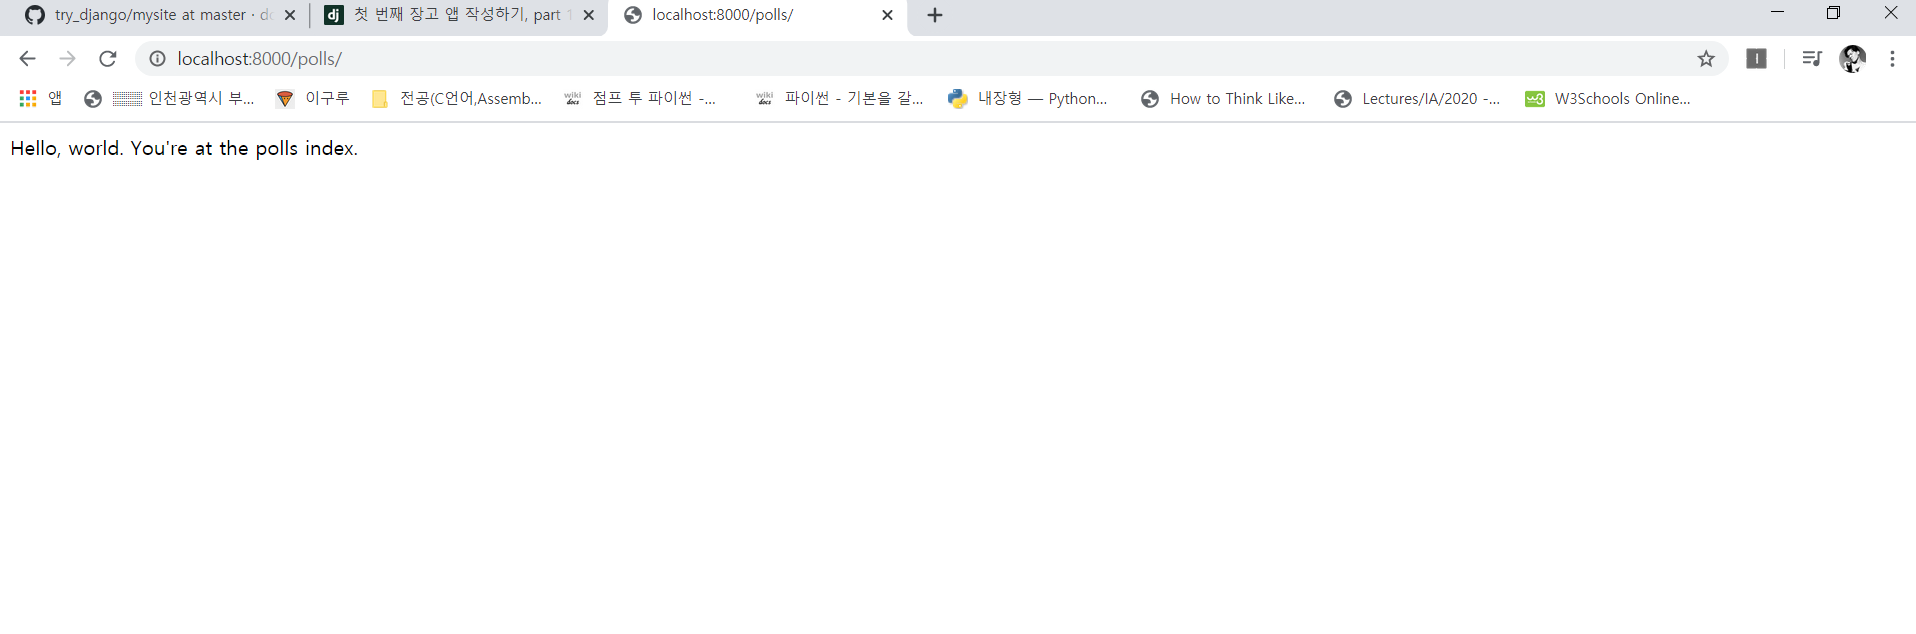 try_django/mysite at master · dc 첫 번째 장고 앱 작성하기, part 1 localhost:8000/polls/
localhost:8000/polls/
앱 인천광역시 부... 이구루 전공(C언어,Assemb... 점프 투 파이썬 -... 파이썬 - 기본을 갈... 내장형 — Python... How to Think Like... Lectures/IA/2020 -... W3Schools Online...
Hello, world. You're at the polls index.